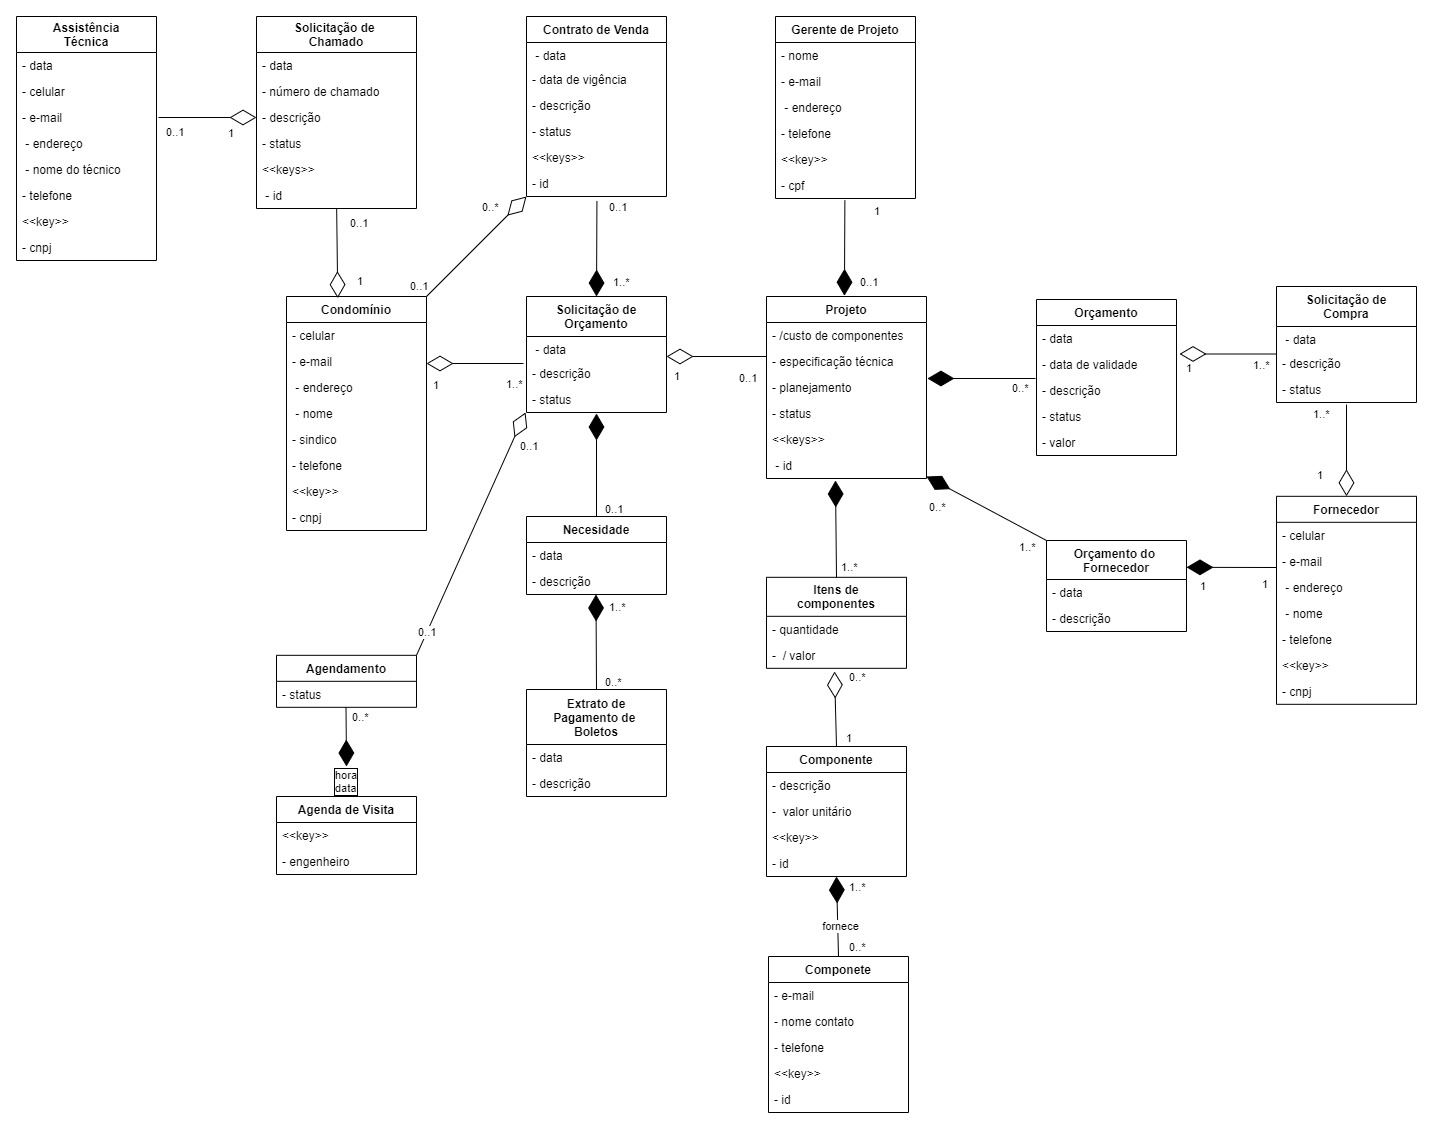 Assistência
Técnica
- data
- celular
- e-mail
- endereço
- nome do técnico
- telefone
<<key>>
- cnpj
0..1
1
Solicitação de
Chamado
- data
- número de chamado
- descrição
- status
<<keys>>
- id
0..1
1
Contrato de Venda
- data
- data de vigência
- descrição
- status
<<keys>>
- id
0..*
0..1
0..1
1..*
Gerente de Projeto
- nome
- e-mail
- endereço
- telefone
<<key>>
- cpf
1
0..1
Condomínio
- celular
- e-mail
- endereço
- nome
- sindico
- telefone
<<key>>
- cnpj
1
1..*
Solicitação de
Orçamento
- data
- descrição
- status
1
0..1
0..1
0..1
0..1
Projeto
- /custo de componentes
- especificação técnica
- planejamento
- status
<<keys>>
- id
0..*
0..*
1..*
1..*
Orçamento
- data
- data de validade
- descrição
- status
- valor
1
1..*
Solicitação de
Compra
- data
- descrição
- status
1..*
1
Fornecedor
- celular
- e-mail
- endereço
- nome
- telefone
<<key>>
- cnpj
Orçamento do
Fornecedor
- data
- descrição
1
1
Necesidade
- data
- descrição
1..*
0..*
Extrato de
Pagamento de
Boletos
- data
- descrição
Agendamento
- status
0..*
hora
data
Agenda de Visita
<<key>>
- engenheiro
Itens de
componentes
- quantidade
- / valor
0..*
1
Componente
- descrição
- valor unitário
<<key>>
- id
1..*
fornece
0..*
Componete
- e-mail
- nome contato
- telefone
<<key>>
- id